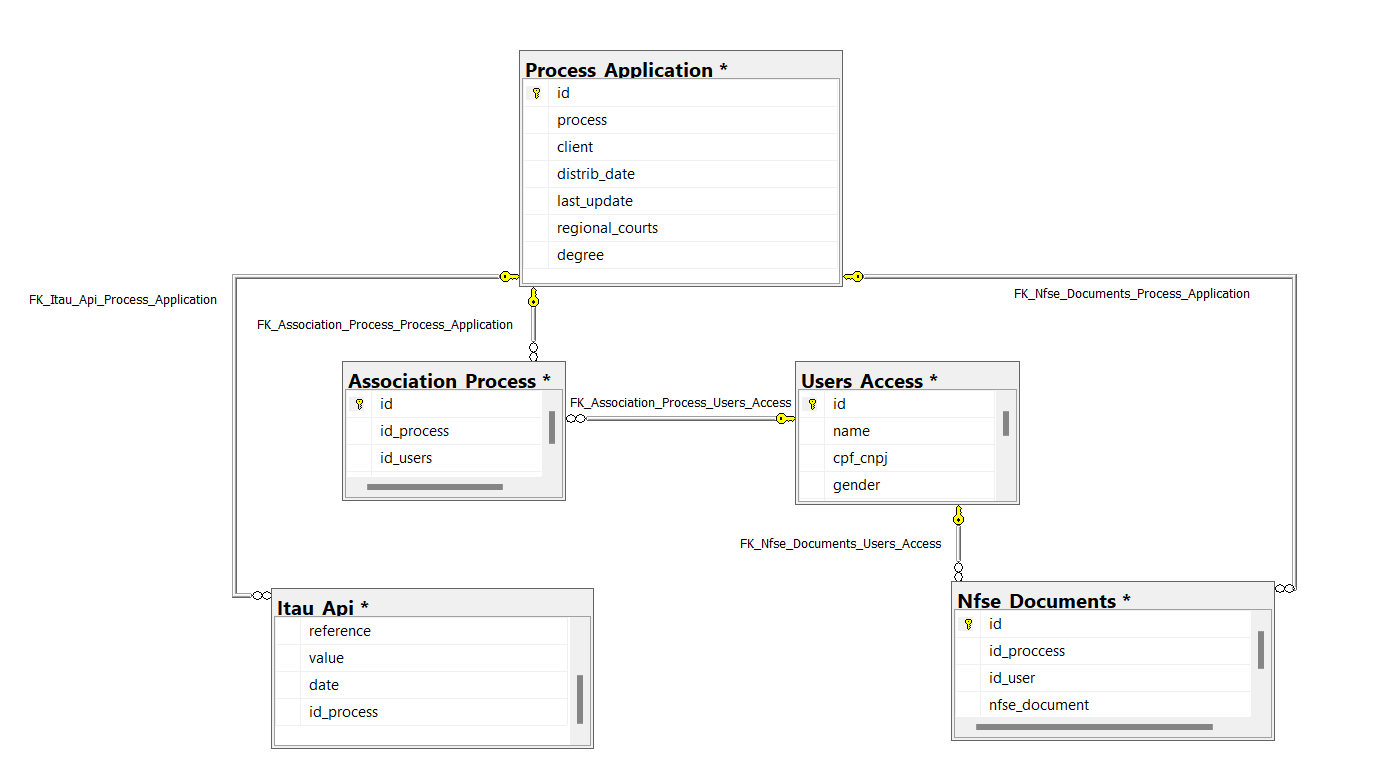 Process_Application *
id
process
client
distrib_date
last_update
regional_courts
degree
FK_Itau_Api_Process_Application
FK_Nfse_Documents_Process_Application
FK_Association_Process_Process_Application
Association_Process *
id
id_process
id_users
FK_Association_Process_Users_Access
Users_Access *
id
name
cpf_cnpj
gender
FK_Nfse_Documents_Users_Access
Itau_Api *
reference
value
date
id_process
Nfse_Documents *
id
id_proccess
id_user
nfse_document